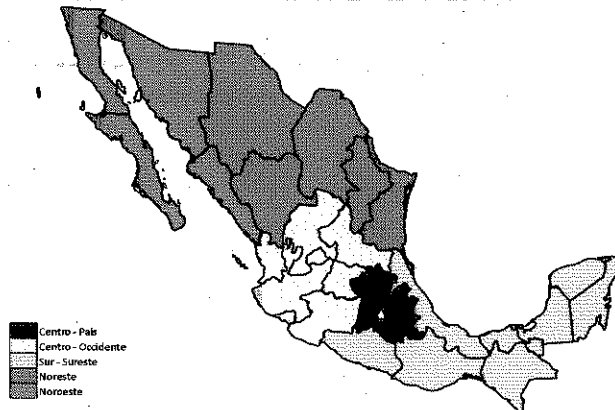 Centro - País
Centro - Occidente
Sur - Sureste
Noreste
Noroeste